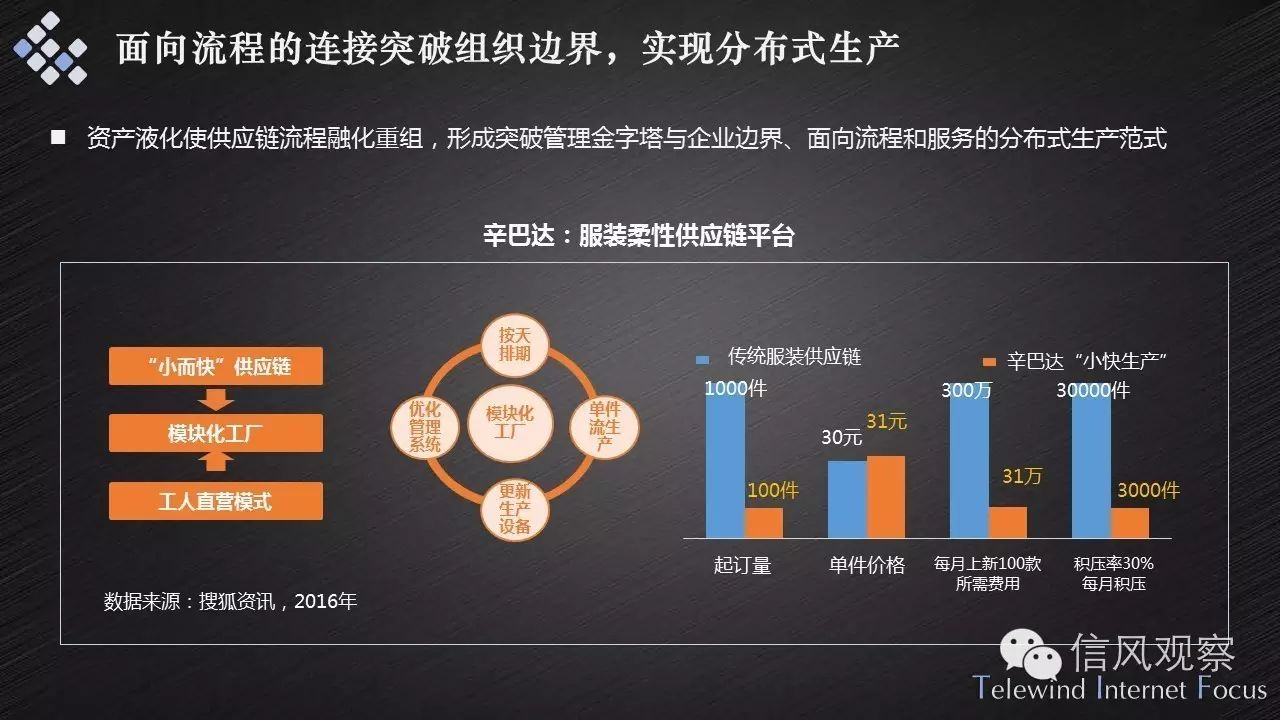 面向流程的连接突破组织边界，实现分布式生产
资产液化使供应链流程融化重组，形成突破管理金字塔与企业边界、面向流程和服务的分布式生产范式
辛巴达：服装柔性供应链平台
“小而快”供应链
模块化工厂
工人直营模式
按天
排期
优化
管理
系统
模块化
工厂
单件
流生
产
更新
生产
设备
传统服装供应链
辛巴达“小快生产”
1000件
100件
30元
31元
300万
31万
30000件
3000件
起订量
单件价格
每月上新100款
所需费用
积压率30%
每月积压
数据来源：搜狐资讯，2016年
信风观察
Telewind Internet Focus